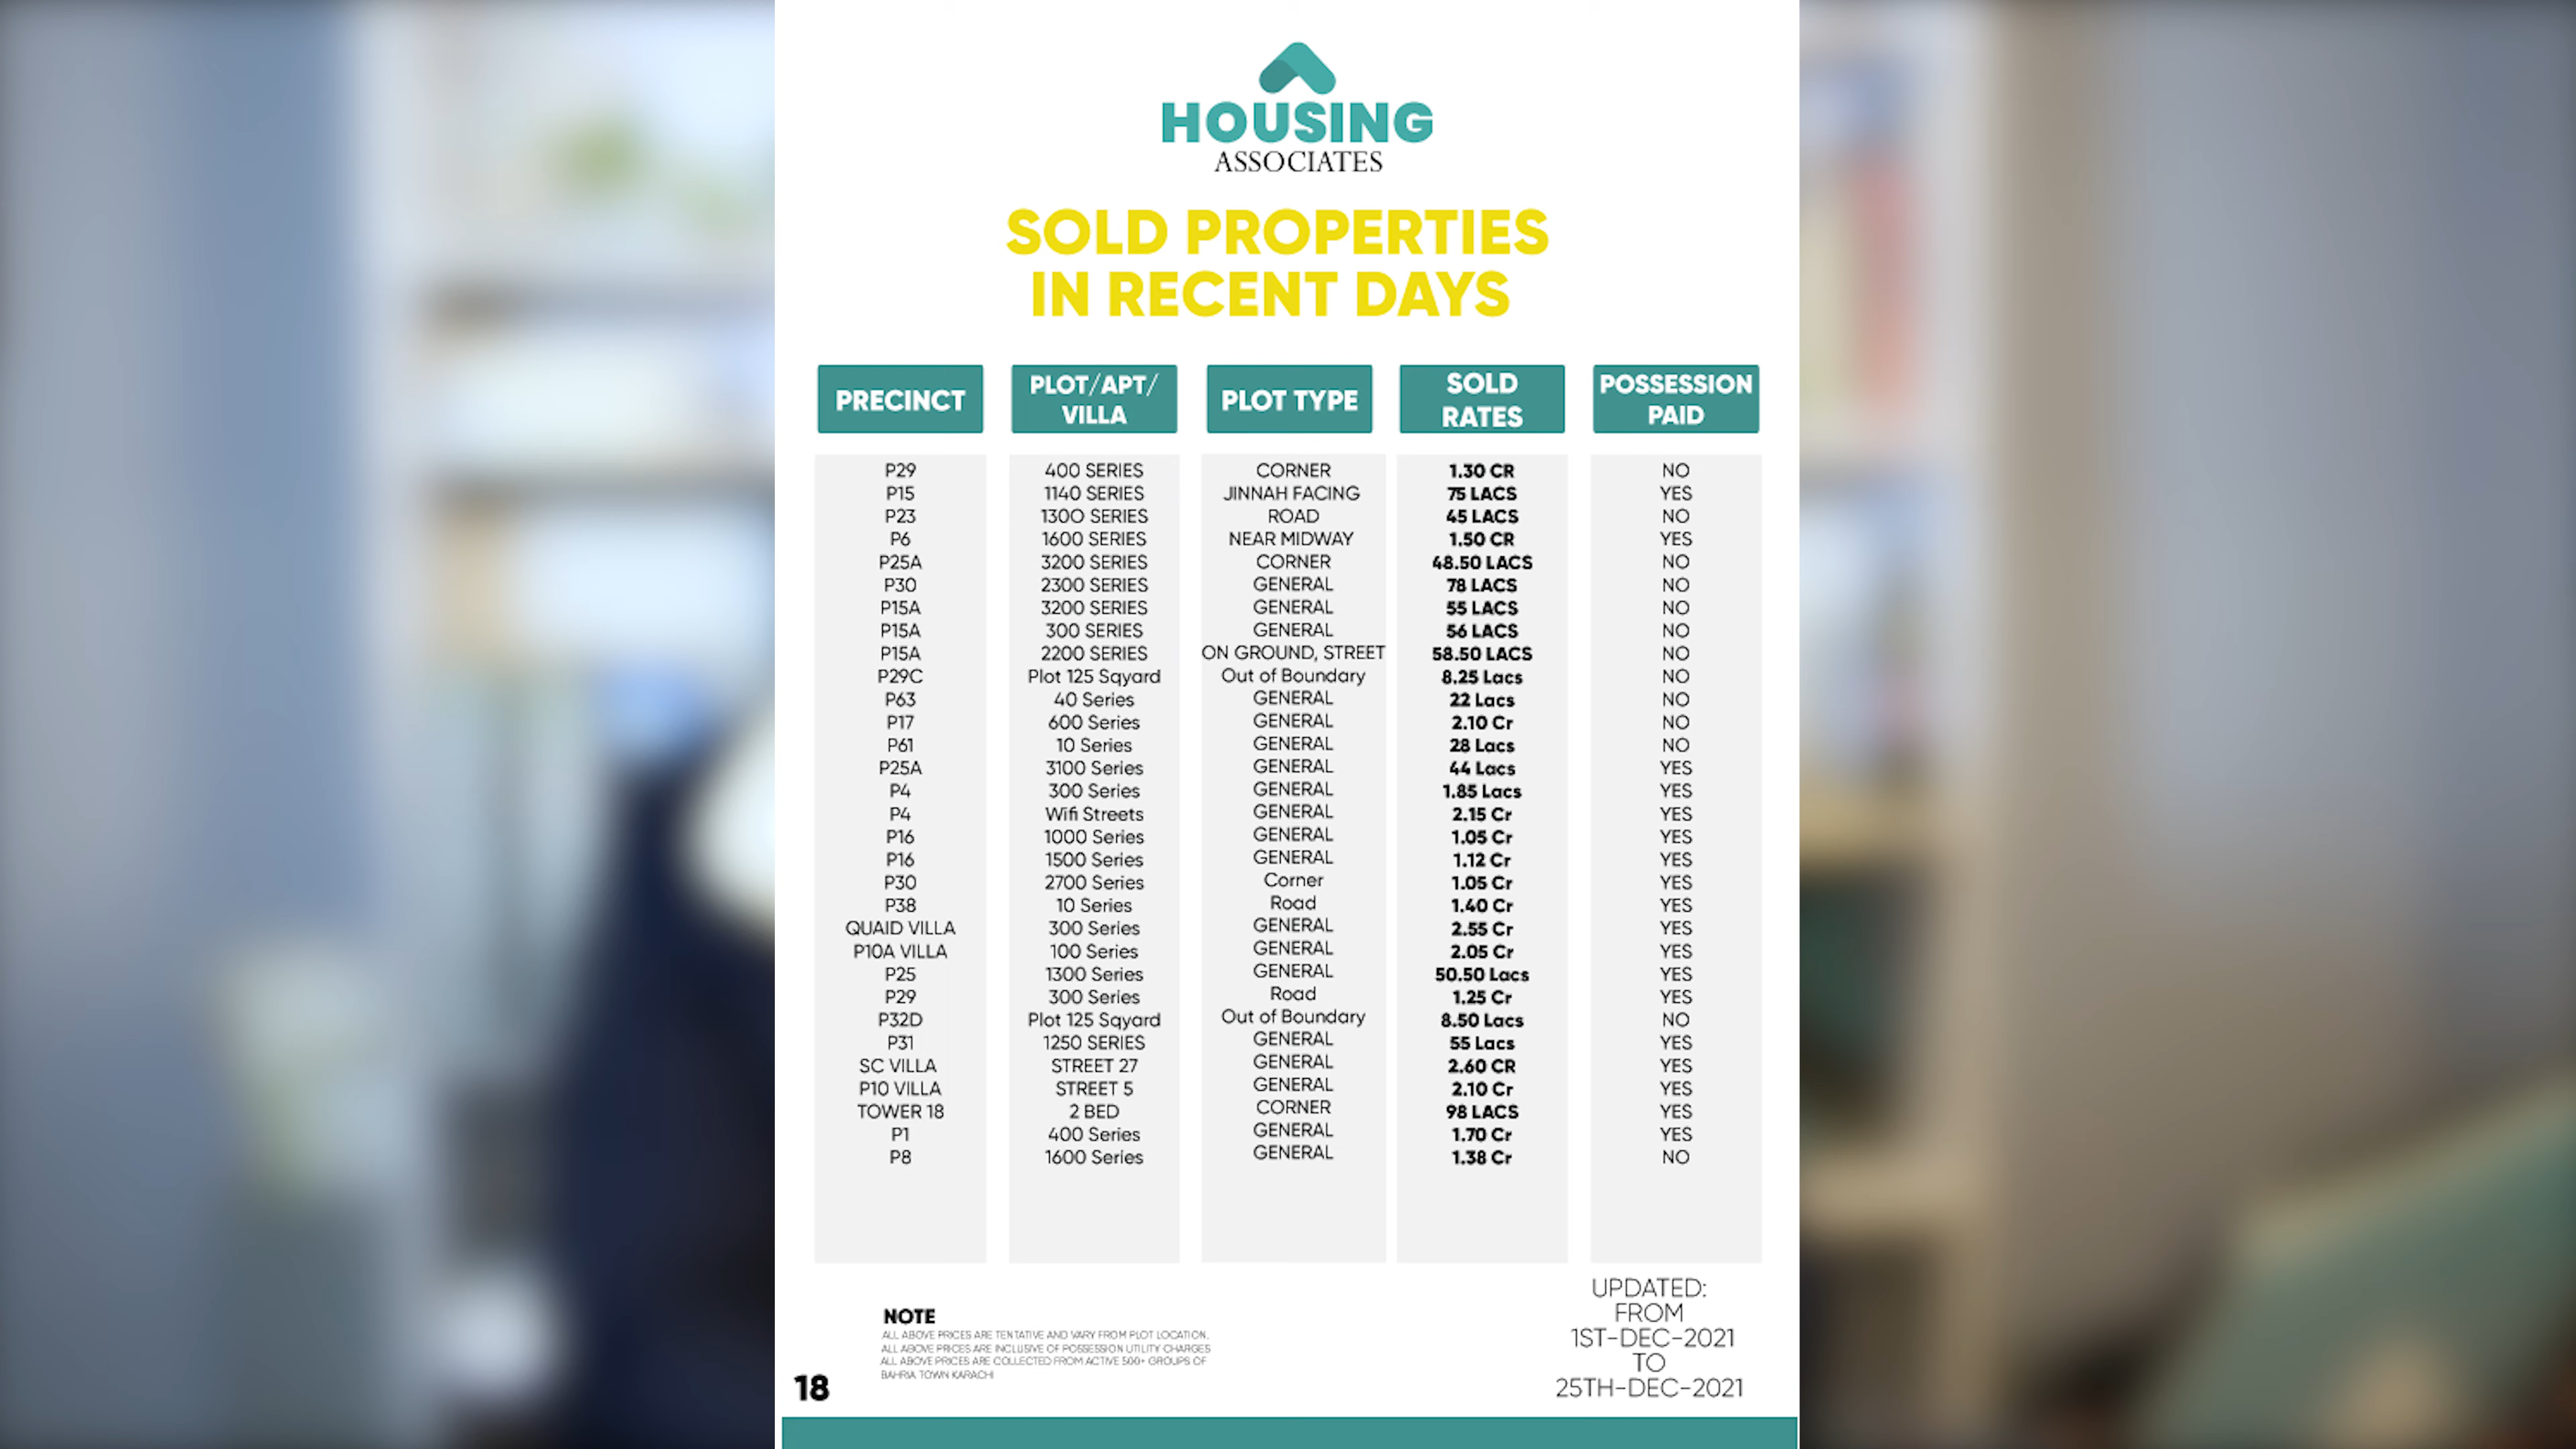 HOUSING
ASSOCIATES
SOLD PROPERTIES
IN RECENT DAYS
PRECINCT PLOT/APT/ VILLA PLOT TYPE SOLD RATES POSSESSION PAID
P29 400 SERIES CORNER 1.30 CR NO
P15 1140 SERIES JINNAH FACING 75 LACS YES
P23 130O SERIES ROAD 45 LACS NO
P6 1600 SERIES NEAR MIDWAY 1.50 CR YES
P25A 3200 SERIES CORNER 48.50 LACS NO
P30 2300 SERIES GENERAL 78 LACS NO
P15A 3200 SERIES GENERAL 55 LACS NO
P15A 300 SERIES GENERAL 56 LACS NO
P15A 2200 SERIES ON GROUND, STREET 58.50 LACS NO
P29C Plot 125 Sqyard Out of Boundary 8.25 Lacs NO
P63 40 Series GENERAL 22 Lacs NO
P17 600 Series GENERAL 2.10 Cr NO
P61 10 Series GENERAL 28 Lacs NO
P25A 3100 Series GENERAL 44 Lacs YES
P4 300 Series GENERAL 1.85 Lacs YES
P4 Wifi Streets GENERAL 2.15 Cr YES
P16 1000 Series GENERAL 1.05 Cr YES
P16 1500 Series GENERAL 1.12 Cr YES
P30 2700 Series Corner 1.05 Cr YES
P38 10 Series Road 1.40 Cr YES
QUAID VILLA 300 Series GENERAL 2.55 Cr YES
P10A VILLA 100 Series GENERAL 2.05 Cr YES
P25 1300 Series GENERAL 50.50 Lacs YES
P29 300 Series Road 1.25 Cr YES
P32D Plot 125 Sqyard Out of Boundary 8.50 Lacs NO
P31 1250 SERIES GENERAL 55 Lacs YES
SC VILLA STREET 27 GENERAL 2.60 CR YES
P10 VILLA STREET 5 GENERAL 2.10 Cr YES
TOWER 18 2 BED CORNER 98 LACS YES
P1 400 Series GENERAL 1.70 Cr YES
P8 1600 Series GENERAL 1.38 Cr NO
NOTE
ALL ABOVE PRICES ARE TENTATIVE AND VARY FROM PLOT LOCATION.
ALL ABOVE PRICES ARE INCLUSIVE OF POSSESSION UTILITY CHARGES
ALL ABOVE PRICES ARE COLLECTED FROM ACTIVE 500+ GROUPS OF
BAHRIA TOWN KARACHI
18
UPDATED:
FROM
1ST-DEC-2021
TO
25TH-DEC-2021